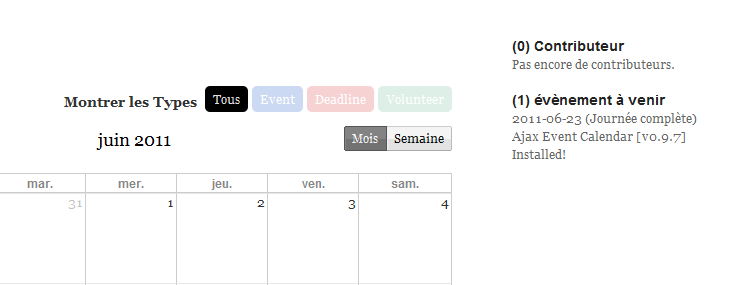 Montrer les Types Tous Event Deadline Volunteer
juin 2011 Mois Semaine
mar. mer. jeu. ven. sam.
31 1 2 3 4
(0) Contributeur
Pas encore de contributeurs.
(1) évènement à venir
2011-06-23 (Journée complète)
Ajax Event Calendar [v0.9.7]
Installed!